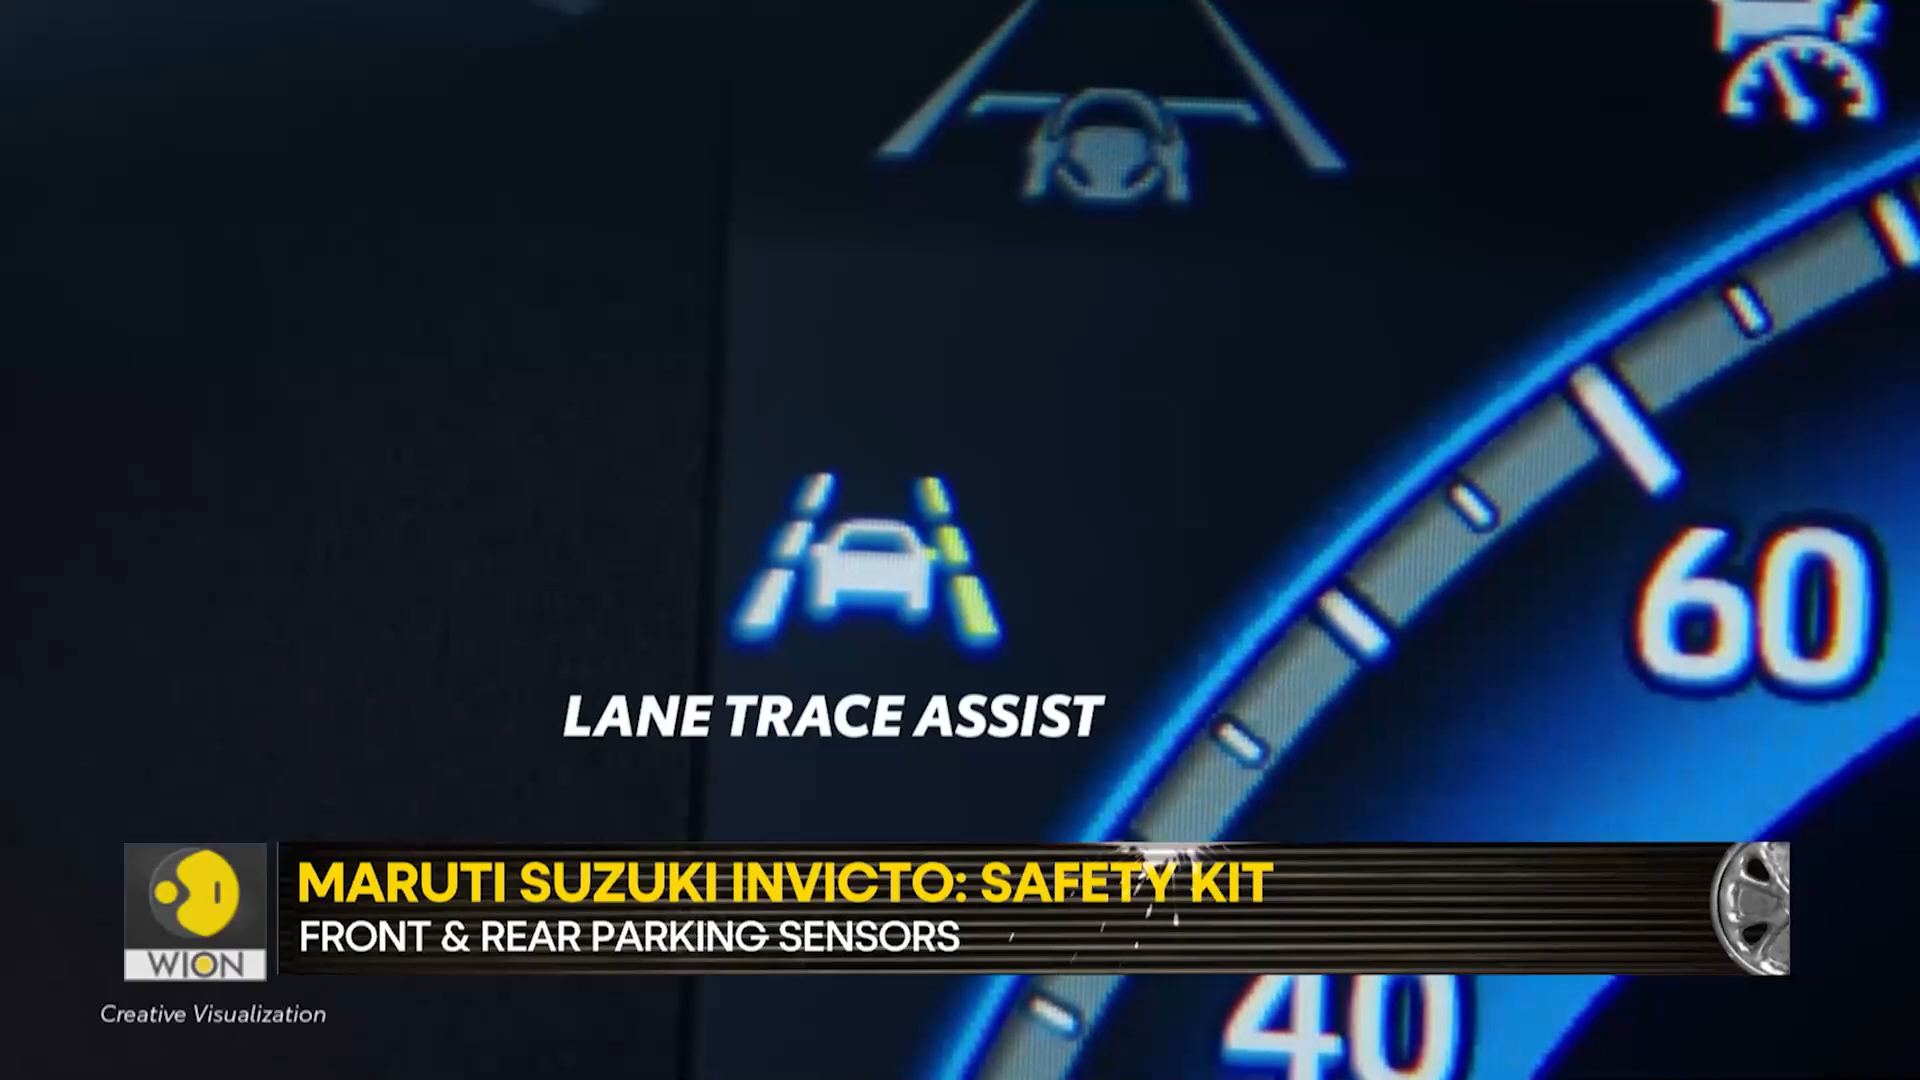 60
LANE TRACE ASSIST
MARUTI SUZUKI INVICTO: SAFETY KIT
FRONT & REAR PARKING SENSORS
WION
Creative Visualization
40